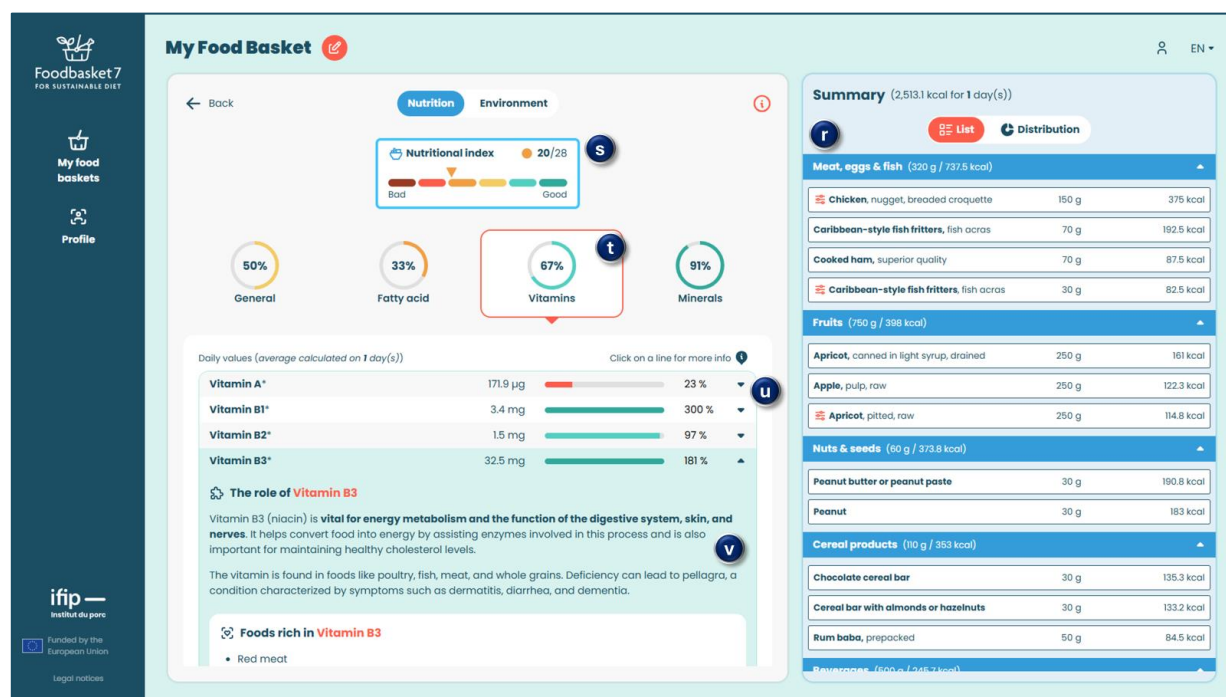 Foodbasket7
FOR SUSTAINABLE DIET
My food
baskets
Profile
ifip
Institut du porc
Funded by the
European Union
Legal notices
My Food Basket
EN
Back
Nutrition Environment
Nutritional index 20/28
s
Bad Good
50% 33% 67% 91%
t
General Fatty acid Vitamins Minerals
Daily values (average calculated on 1 day(s)) Click on a line for more info
Vitamin A* 171.9 μg 23 %
u
Vitamin B1* 3.4 mg 300 %
Vitamin B2* 1.5 mg 97 %
Vitamin B3* 32.5 mg 181 %
The role of Vitamin B3
Vitamin B3 (niacin) is vital for energy metabolism and the function of the digestive system, skin, and
nerves. It helps convert food into energy by assisting enzymes involved in this process and is also
important for maintaining healthy cholesterol levels.
v
The vitamin is found in foods like poultry, fish, meat, and whole grains. Deficiency can lead to pellagra, a
condition characterized by symptoms such as dermatitis, diarrhea, and dementia.
Foods rich in Vitamin B3
• Red meat
Summary (2,513.1 kcal for 1 day(s))
r
List Distribution
Meat, eggs & fish (320 g / 737.5 kcal)
Chicken, nugget, breaded croquette 150 g 375 kcal
Caribbean-style fish fritters, fish acras 70 g 192.5 kcal
Cooked ham, superior quality 70 g 87.5 kcal
Caribbean-style fish fritters, fish acras 30 g 82.5 kcal
Fruits (750 g / 398 kcal)
Apricot, canned in light syrup, drained 250 g 161 kcal
Apple, pulp, raw 250 g 122.3 kcal
Apricot, pitted, raw 250 g 114.8 kcal
Nuts & seeds (60 g / 373.8 kcal)
Peanut butter or peanut paste 30 g 190.8 kcal
Peanut 30 g 183 kcal
Cereal products (110 g / 353 kcal)
Chocolate cereal bar 30 g 135.3 kcal
Cereal bar with almonds or hazelnuts 30 g 133.2 kcal
Rum baba, prepacked 50 g 84.5 kcal
Beverages (500 g / 245.7 kcal)